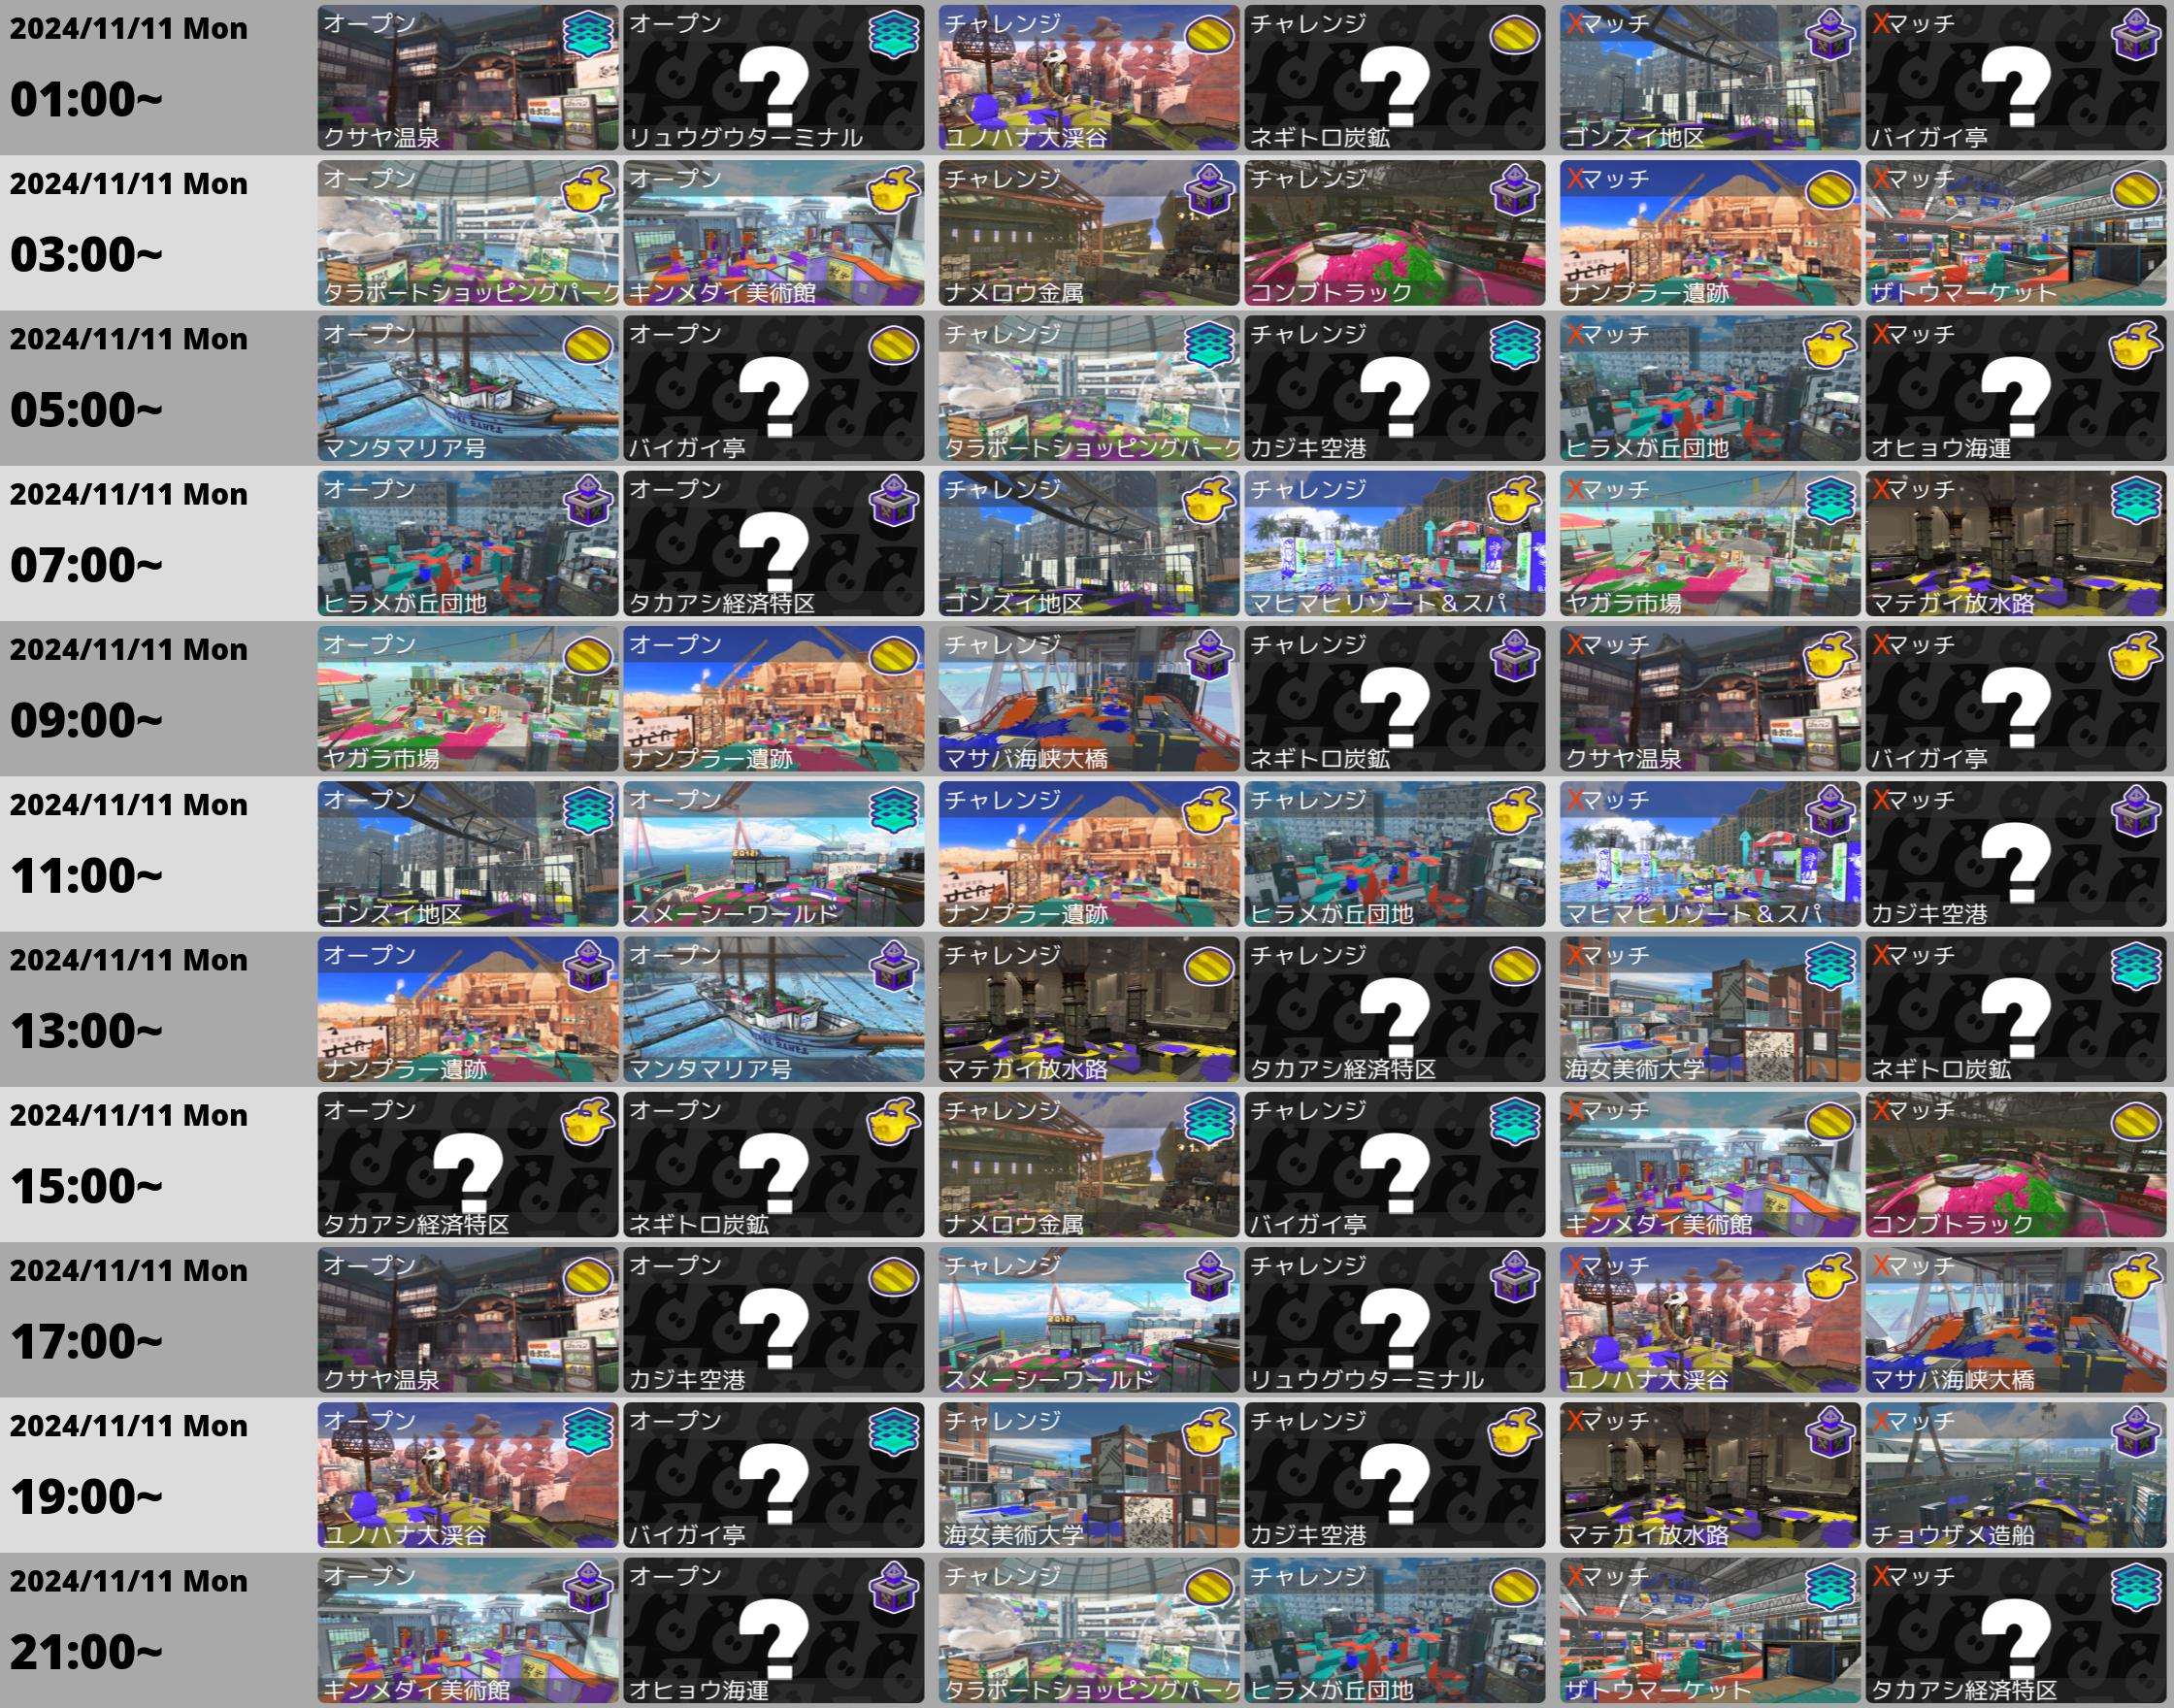 2024/11/11 Mon
01:00~
オープン
クサヤ温泉
オープン
リュウグウターミナル
チャレンジ
ユノハナ大渓谷
チャレンジ
ネギトロ炭鉱
Xマッチ
ゴンズイ地区
Xマッチ
バイガイ亭
2024/11/11 Mon
03:00~
オープン
タラポートショッピングパーク
オープン
キンメダイ美術館
チャレンジ
ナメロウ金属
チャレンジ
コンブトラック
Xマッチ
ナンプラー遺跡
Xマッチ
ザトウマーケット
2024/11/11 Mon
05:00~
オープン
マンタマリア号
オープン
バイガイ亭
チャレンジ
タラポートショッピングパーク
チャレンジ
カジキ空港
Xマッチ
ヒラメが丘団地
Xマッチ
オヒョウ海運
2024/11/11 Mon
07:00~
オープン
ヒラメが丘団地
オープン
タカアシ経済特区
チャレンジ
ゴンズイ地区
チャレンジ
マヒマヒリゾート＆スパ
Xマッチ
ヤガラ市場
Xマッチ
マテガイ放水路
2024/11/11 Mon
09:00~
オープン
ヤガラ市場
オープン
ナンプラー遺跡
チャレンジ
マサバ海峡大橋
チャレンジ
ネギトロ炭鉱
Xマッチ
クサヤ温泉
Xマッチ
バイガイ亭
2024/11/11 Mon
11:00~
オープン
ゴンズイ地区
オープン
スメーシーワールド
チャレンジ
ナンプラー遺跡
チャレンジ
ヒラメが丘団地
Xマッチ
マヒマヒリゾート＆スパ
Xマッチ
カジキ空港
2024/11/11 Mon
13:00~
オープン
ナンプラー遺跡
オープン
マンタマリア号
チャレンジ
マテガイ放水路
チャレンジ
タカアシ経済特区
Xマッチ
海女美術大学
Xマッチ
ネギトロ炭鉱
2024/11/11 Mon
15:00~
オープン
タカアシ経済特区
オープン
ネギトロ炭鉱
チャレンジ
ナメロウ金属
チャレンジ
バイガイ亭
Xマッチ
キンメダイ美術館
Xマッチ
コンブトラック
2024/11/11 Mon
17:00~
オープン
クサヤ温泉
オープン
カジキ空港
チャレンジ
スメーシーワールド
チャレンジ
リュウグウターミナル
Xマッチ
ユノハナ大渓谷
Xマッチ
マサバ海峡大橋
2024/11/11 Mon
19:00~
オープン
ユノハナ大渓谷
オープン
バイガイ亭
チャレンジ
海女美術大学
チャレンジ
カジキ空港
Xマッチ
マテガイ放水路
Xマッチ
チョウザメ造船
2024/11/11 Mon
21:00~
オープン
キンメダイ美術館
オープン
オヒョウ海運
チャレンジ
タラポートショッピングパーク
チャレンジ
ヒラメが丘団地
Xマッチ
ザトウマーケット
Xマッチ
タカアシ経済特区